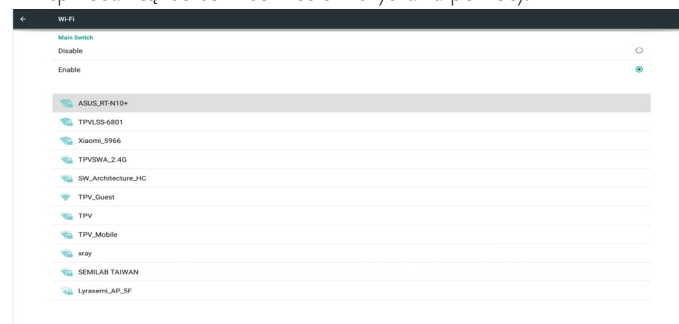 Wi-Fi
Main Switch
Disable
Enable
ASUS_RT-N10+
TPVLSS-6801
Xiaomi_5966
TPVSWA_2.4G
SW_Architecture_HC
TPV_Guest
TPV
TPV_Mobile
xray
SEMILAB TAIWAN
Lyrasemi_AP_5F